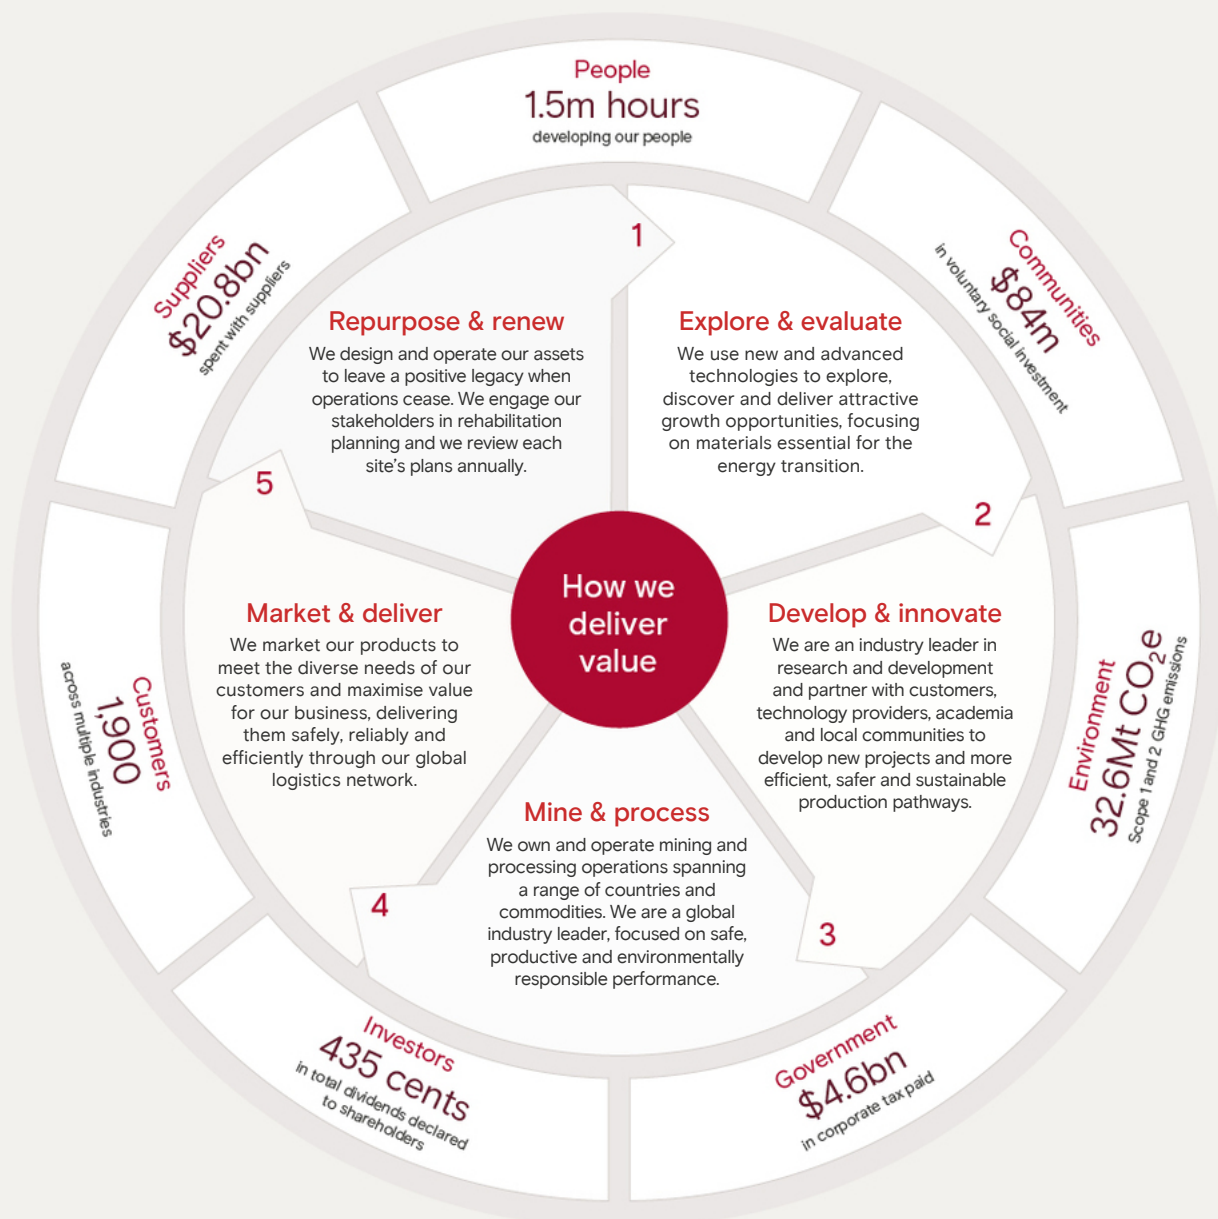 People
1.5m hours
developing our people
Communities
$84m
in voluntary social investment
Environment
32.6Mt CO₂e
Scope 1 and 2 GHG emissions
Government
$4.6bn
in corporate tax paid
Investors
435 cents
in total dividends declared
to shareholders
Customers
1,900
across multiple industries
Suppliers
$20.8bn
spent with suppliers
How we
deliver
value
1
Explore & evaluate
We use new and advanced
technologies to explore,
discover and deliver attractive
growth opportunities, focusing
on materials essential for the
energy transition.
2
Develop & innovate
We are an industry leader in
research and development
and partner with customers,
technology providers, academia
and local communities to
develop new projects and more
efficient, safer and sustainable
production pathways.
3
Mine & process
We own and operate mining and
processing operations spanning
a range of countries and
commodities. We are a global
industry leader, focused on safe,
productive and environmentally
responsible performance.
4
Market & deliver
We market our products to
meet the diverse needs of our
customers and maximise value
for our business, delivering
them safely, reliably and
efficiently through our global
logistics network.
5
Repurpose & renew
We design and operate our assets
to leave a positive legacy when
operations cease. We engage our
stakeholders in rehabilitation
planning and we review each
site's plans annually.